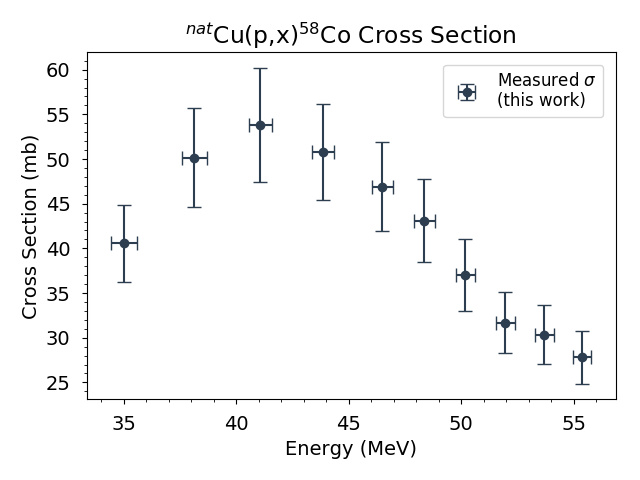 natCu(p,x)58Co Cross Section
Measured σ
(this work)
60
55
50
45
40
35
30
25
Cross Section (mb)
35 40 45 50 55
Energy (MeV)